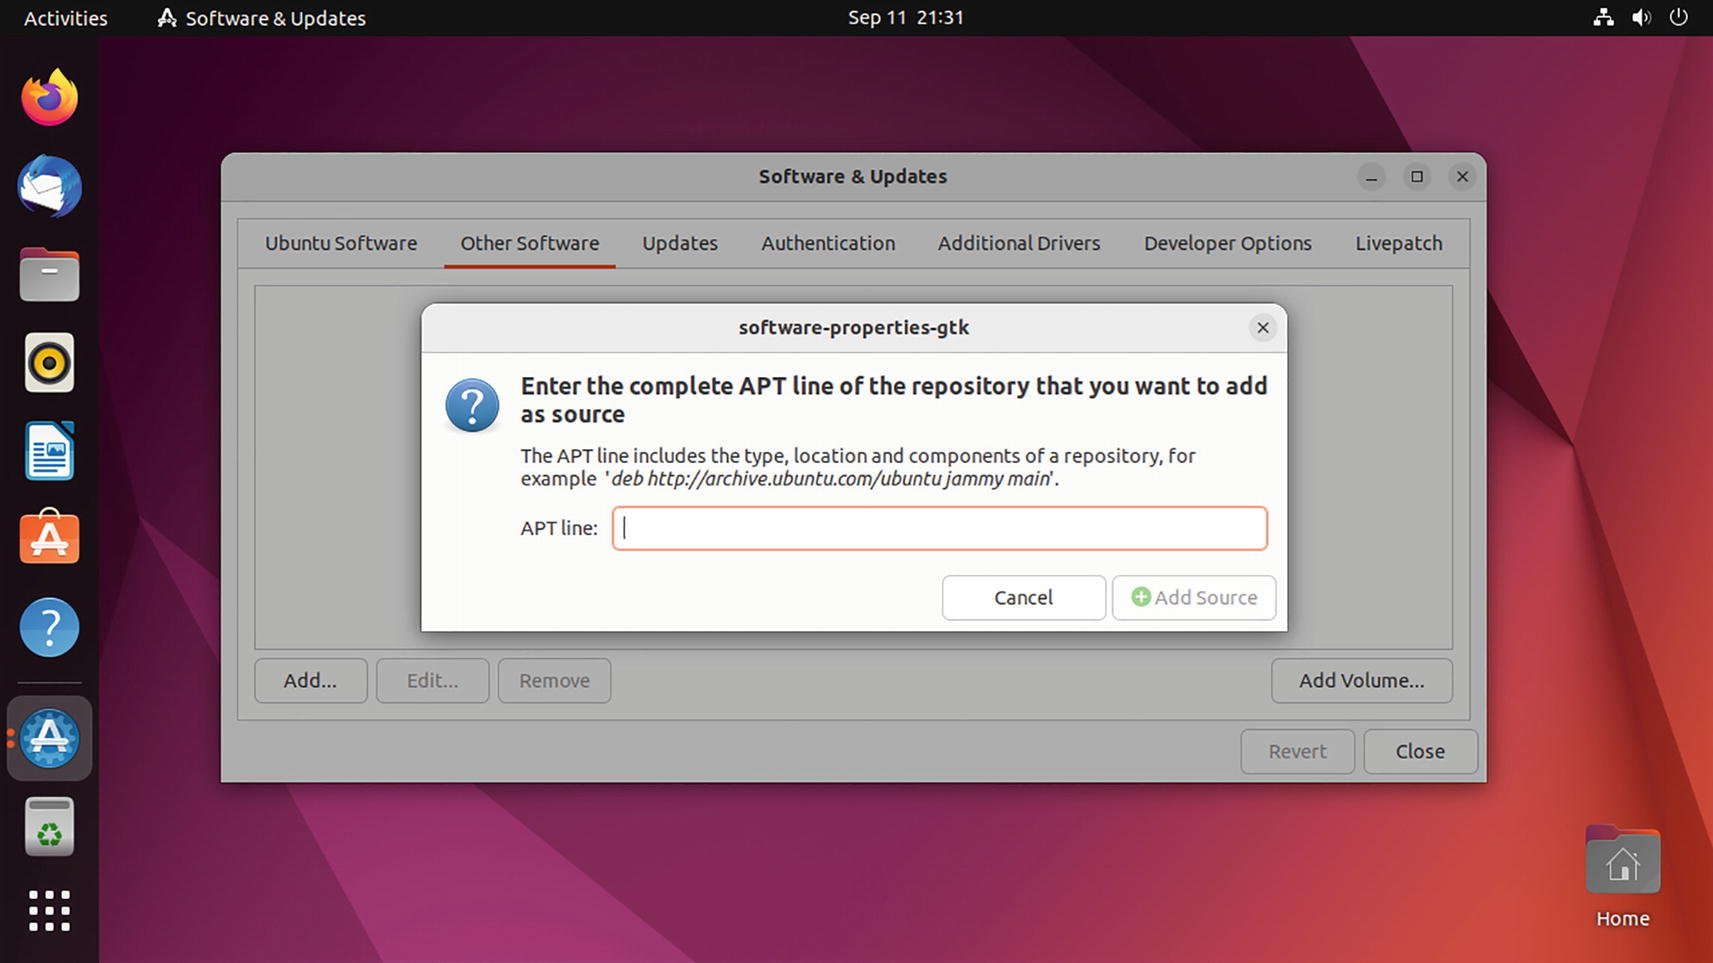 Activities
Software & Updates
Sep 11 21:31
Software & Updates
Ubuntu Software
Other Software
Updates
Authentication
Additional Drivers
Developer Options
Livepatch
software-properties-gtk
Enter the complete APT line of the repository that you want to add
as source
The APT line includes the type, location and components of a repository, for
example 'deb http://archive.ubuntu.com/ubuntu jammy main'.
APT line:
Cancel
Add Source
Add...
Edit...
Remove
Add Volume...
Revert
Close
Home